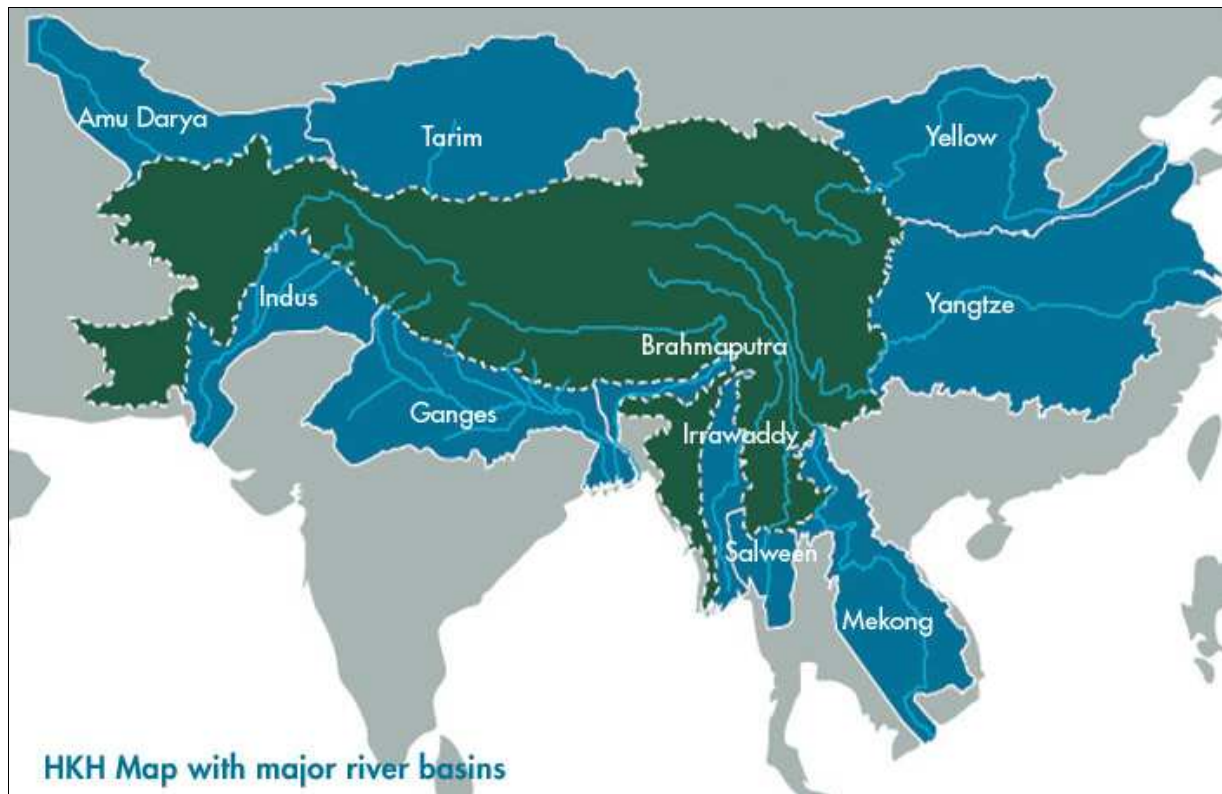 Amu Darya
Tarim
Yellow
Indus
Yangtze
Brahmaputra
Ganges
Irrawaddy
Salween
Mekong
HKH Map with major river basins